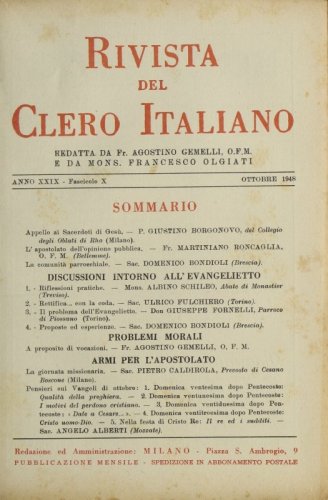 RIVISTA
DEL
CLERO ITALIANO
REDATTA DA Fr. AGOSTINO GEMELLI, O.F.M.
E DA MONS. FRANCESCO OLGIATI
ANNO XXIX - Fascicolo X OTTOBRE 1948
SOMMARIO
Appello ai Sacerdoti di Gesù, — P. GIUSTINO BORGONOVO, del Collegio
degli Oblati di Rho (Milano).
L'apostolato dell'opinione pubblica. — Fr. MARTINIANO RONCAGLIA,
O. F. M. (Betlemme).
La comunità parrocchiale. — Sac. DOMENICO BONDIOLI (Brescia).
DISCUSSIONI INTORNO ALL'EVANGELIETTO
1. - Riflessioni pratiche. — Mons. ALBINO SCHILEO, Abate di Monastier
(Treviso).
2. - Rettifica... con la coda. — Sac. ULRICO FULCHIERO (Torino).
3. - Il problema dell'Evangelietto. — Don GIUSEPPE FORNELLI, Parroco
di Piossasco (Torino).
4. - Proposte ed esperienze. — Sac. DOMENICO BONDIOLI (Brescia).
PROBLEMI MORALI
A proposito di vocazioni. — Fr. AGOSTINO GEMELLI, O. F. M.
ARMI PER L'APOSTOLATO
La giornata missionaria. — Sac. PIETRO CALDIROLA, Prevosto di Cesano
Boscone (Milano).
Pensieri sui Vangeli di ottobre: 1. Domenica ventesima dopo Pentecoste:
Qualità della preghiera. — 2. Domenica ventunesima dopo Pentecoste:
I motivi del perdono cristiano. — 3. Domenica ventiduesima dopo Pentecoste:
« Date a Cesare... ». — 4. Domenica ventitreesima dopo Pentecoste:
Cristo uomo-Dio. — 5. Nella festa di Cristo Re: Il re ed i sudditi. —
Sac. ANGELO ALBERTI (Mozzate).
Redazione ed Amministrazione: MILANO - Piazza S. Ambrogio, 9
PUBBLICAZIONE MENSILE - SPEDIZIONE IN ABBONAMENTO POSTALE